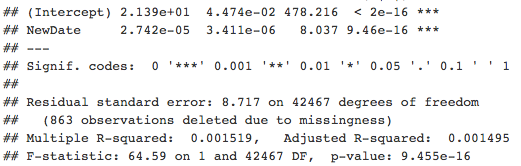 ## (Intercept) 2.139e+01  4.474e-02 478.216  < 2e-16 ***
## NewDate     2.742e-05  3.411e-06   8.037 9.46e-16 ***
## ---
## Signif. codes:  0 '***' 0.001 '**' 0.01 '*' 0.05 '.' 0.1 ' ' 1
##
## Residual standard error: 8.717 on 42467 degrees of freedom
##   (863 observations deleted due to missingness)
## Multiple R-squared:  0.001519,   Adjusted R-squared:  0.001495
## F-statistic: 64.59 on 1 and 42467 DF,  p-value: 9.455e-16